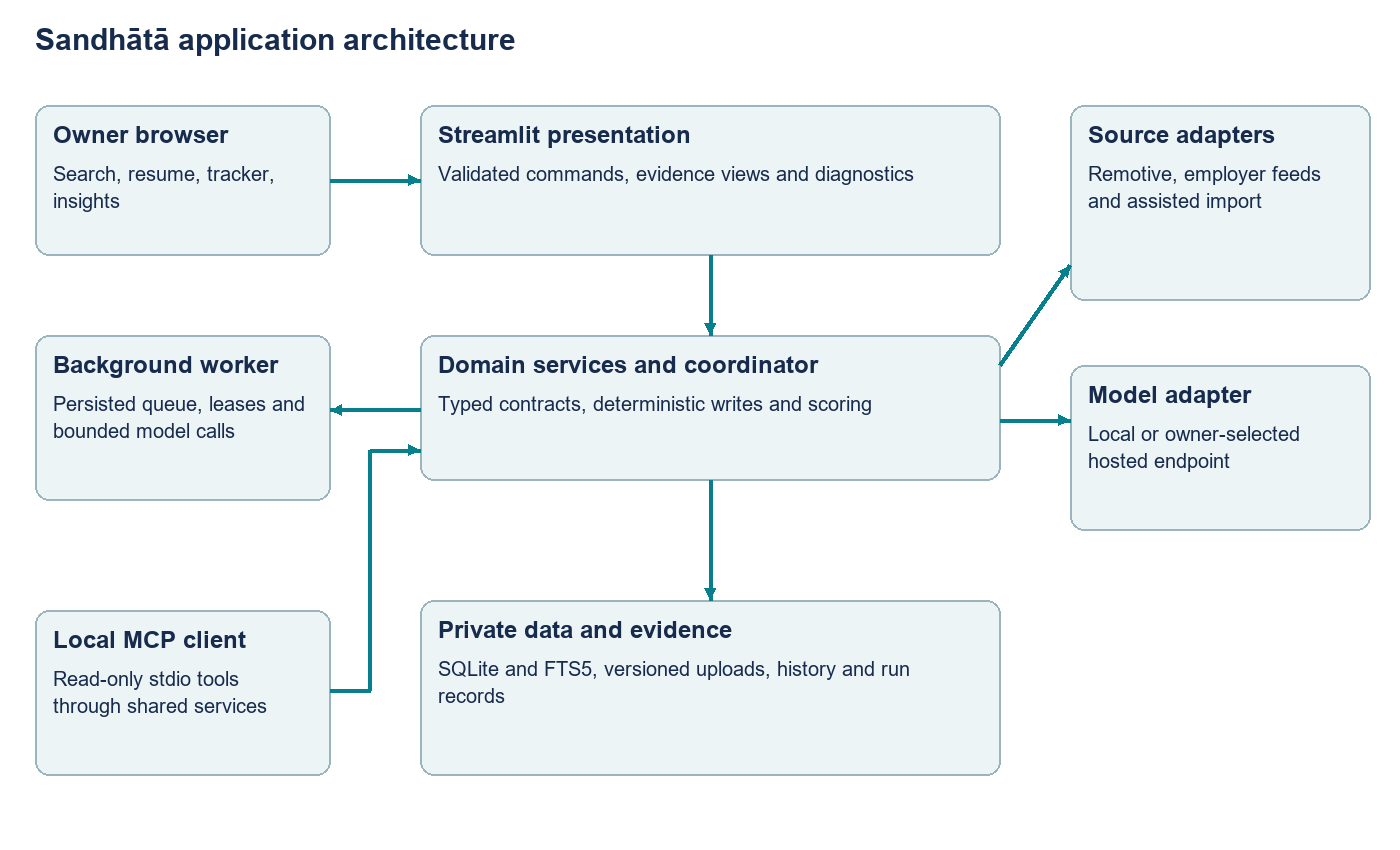 Sandhātā application architecture
Owner browser
Search, resume, tracker,
insights
Streamlit presentation
Validated commands, evidence views and diagnostics
Source adapters
Remotive, employer feeds
and assisted import
Background worker
Persisted queue, leases and
bounded model calls
Domain services and coordinator
Typed contracts, deterministic writes and scoring
Model adapter
Local or owner-selected
hosted endpoint
Local MCP client
Read-only stdio tools
through shared services
Private data and evidence
SQLite and FTS5, versioned uploads, history and run
records